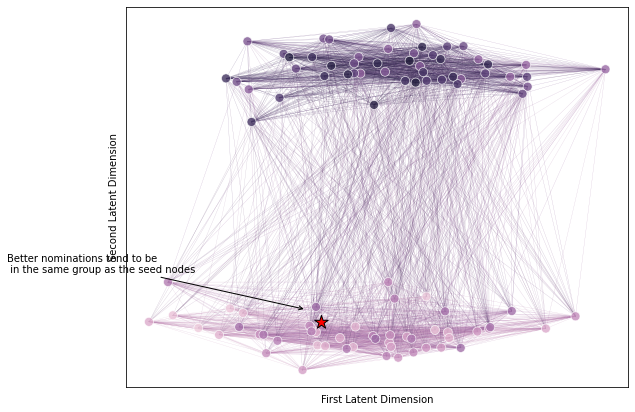 Second Latent Dimension
Better nominations tend to be
in the same group as the seed nodes
First Latent Dimension